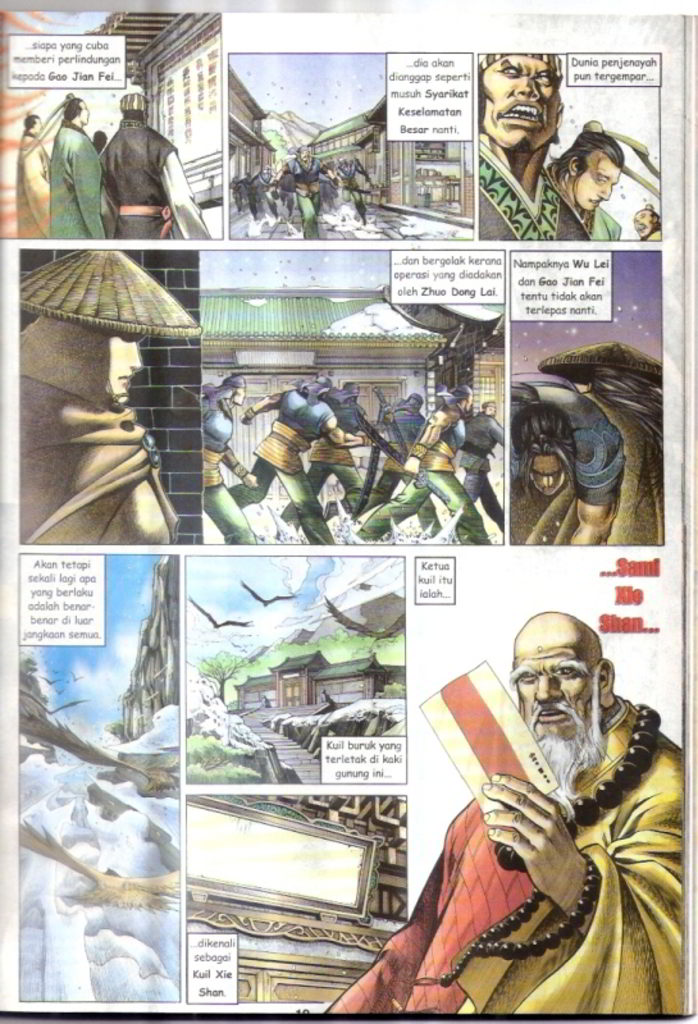 ...siapa yang cuba
memberi perlindungan
kepada Gao Jian Fei...
...dia akan
dianggap seperti
musuh Syarikat
Keselamatan
Besar nanti.
Dunia penjenayah
pun tergempar...
...dan bergolak kerana
operasi yang diadakan
oleh Zhuo Dong Lai.
Nampaknya Wu Lei
dan Gao Jian Fei
tentu tidak akan
terlepas nanti.
Akan tetapi
sekali lagi apa
yang berlaku
adalah benar-
benar di luar
jangkaan semua.
Kuil buruk yang
terletak di kaki
gunung ini...
...dikenali
sebagai
Kuil Xie
Shan.
Ketua
kuil itu
ialah...
...Sami
Xie
Shan...